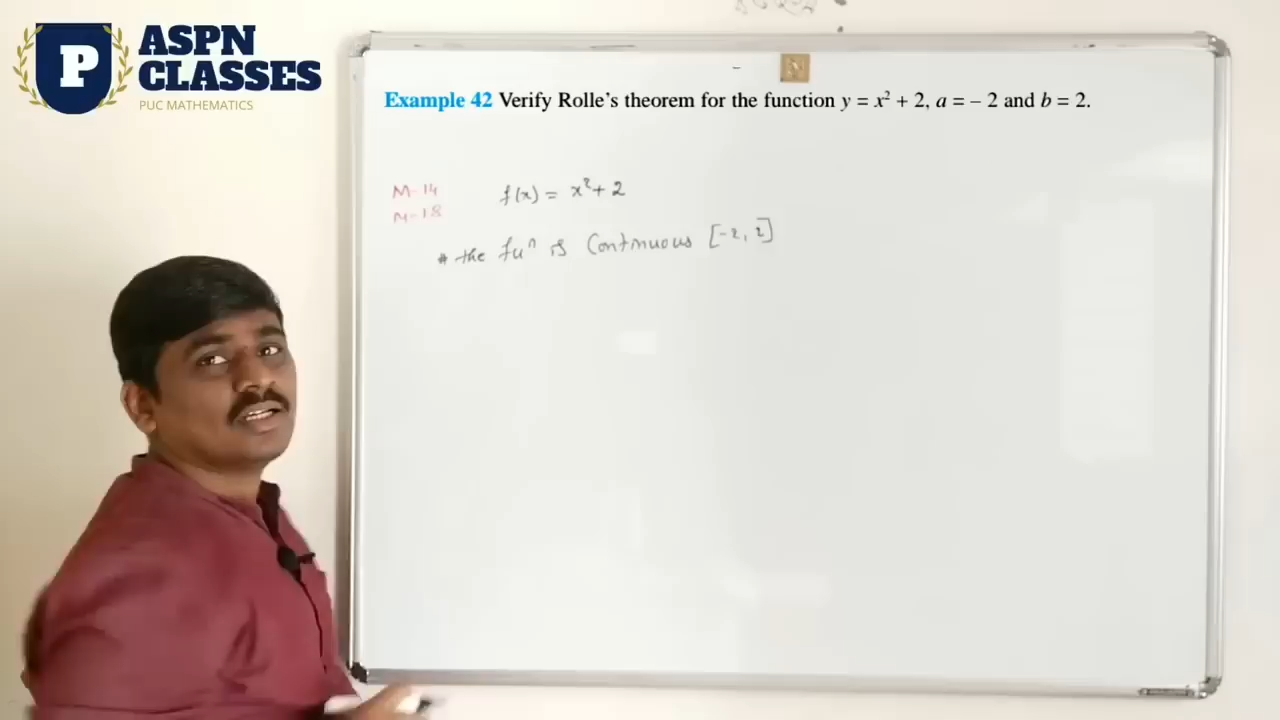 P
ASPN
CLASSES
PUC MATHEMATICS
Example 42 Verify Rolle's theorem for the function y = x² + 2, a = – 2 and b = 2.
M-14
M-18
f(x) = x² + 2
* the fuⁿ is Continuous [-2, 2]